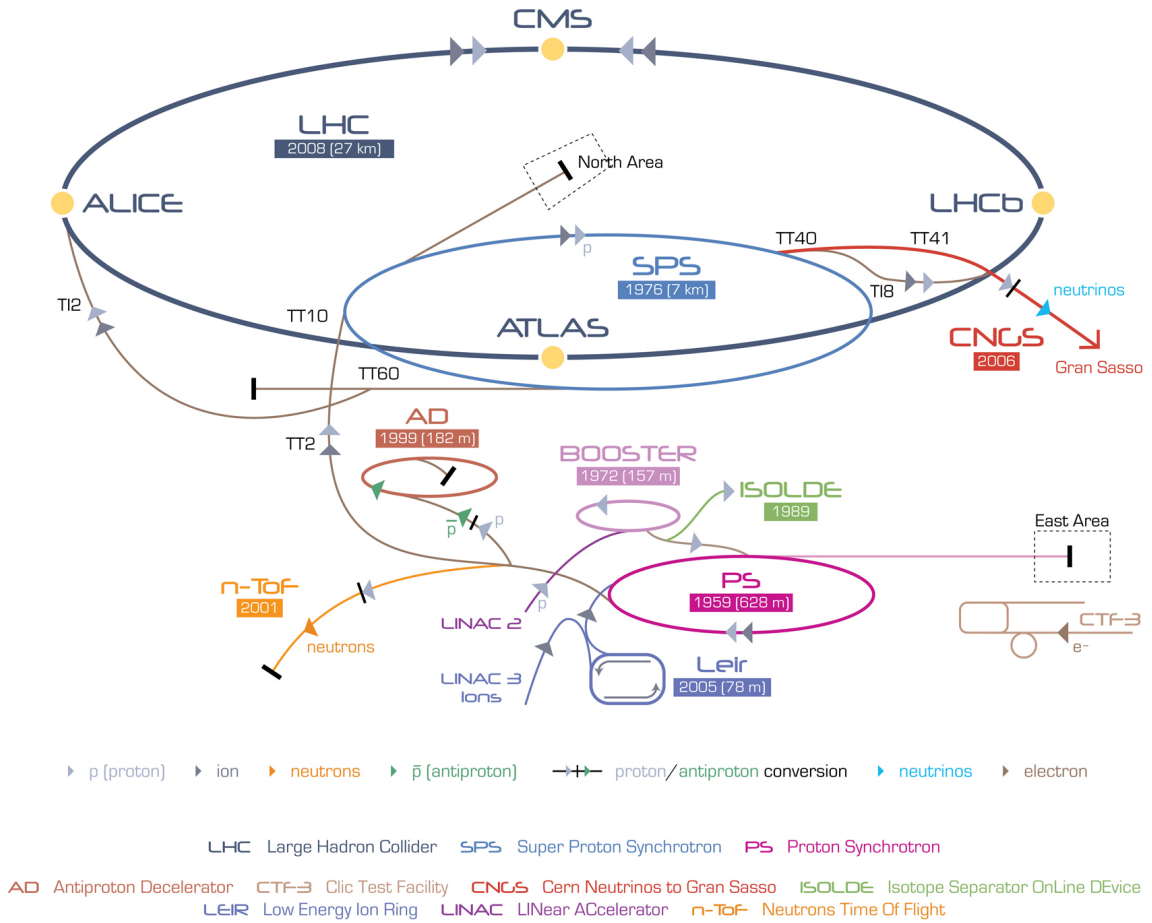 CMS
LHC
2008 (27 km)
North Area
ALICE
LHCb
TT40
TT41
p
SPS
1976 (7 km)
TI8
neutrinos
TI2
TT10
ATLAS
CNGS
2006
Gran Sasso
TT60
AD
1999 (182 m)
TT2
BOOSTER
1972 (157 m)
ISOLDE
1989
p̅
p
East Area
n-ToF
2001
PS
1959 (628 m)
p
LINAC 2
neutrons
CTF-3
e-
LINAC 3
Ions
Leir
2005 (78 m)
p (proton)
ion
neutrons
p̅ (antiproton)
proton/antiproton conversion
neutrinos
electron
LHC Large Hadron Collider SPS Super Proton Synchrotron PS Proton Synchrotron
AD Antiproton Decelerator CTF-3 Clic Test Facility CNGS Cern Neutrinos to Gran Sasso ISOLDE Isotope Separator OnLine DEvice
LEIR Low Energy Ion Ring LINAC LINear ACcelerator n-ToF Neutrons Time Of Flight